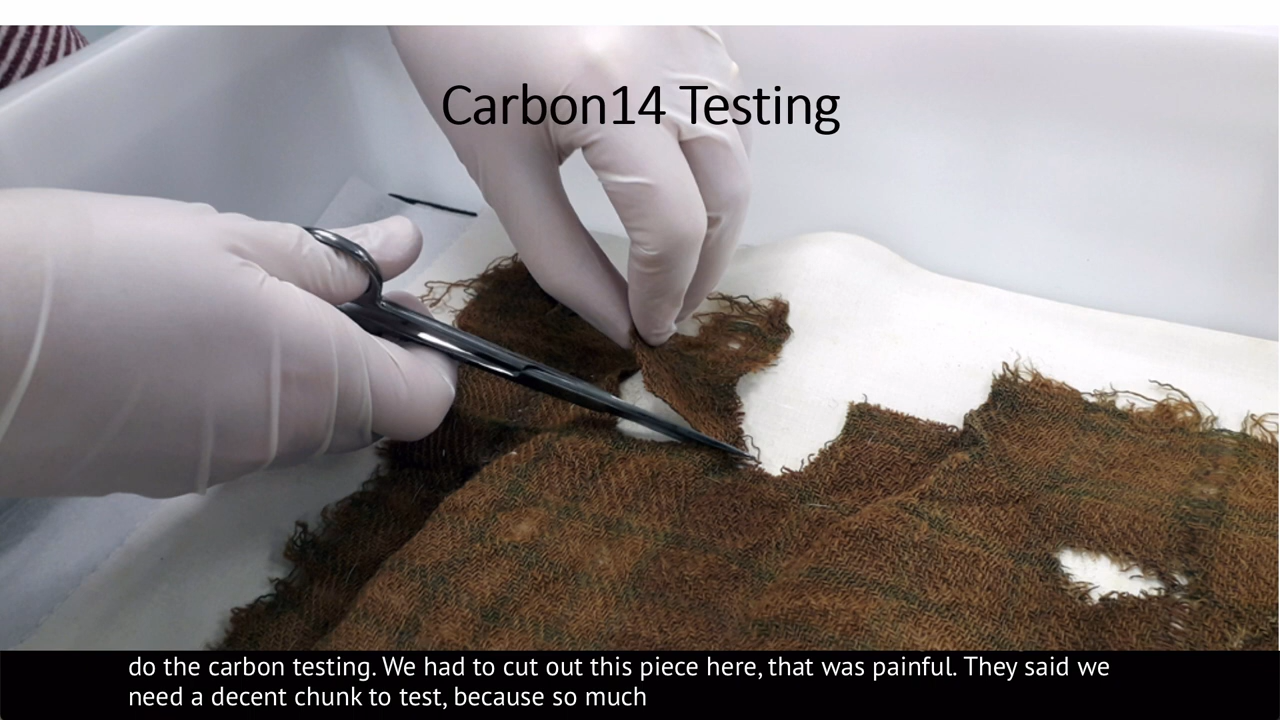 Carbon14 Testing
do the carbon testing. We had to cut out this piece here, that was painful. They said we
need a decent chunk to test, because so much